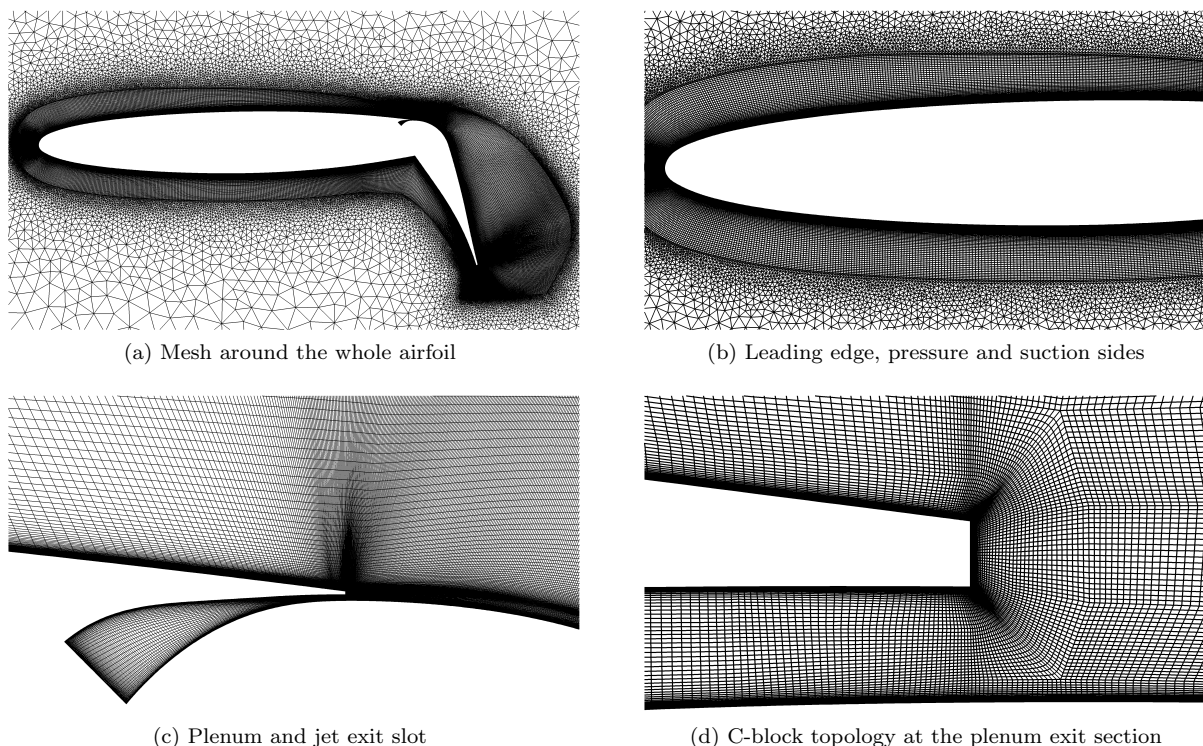 (a) Mesh around the whole airfoil
(b) Leading edge, pressure and suction sides
(c) Plenum and jet exit slot
(d) C-block topology at the plenum exit section